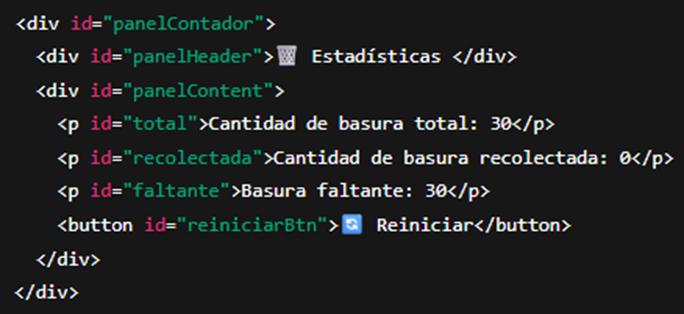 <div id="panelContador">
<div id="panelHeader">🗑️ Estadísticas </div>
<div id="panelContent">
<p id="total">Cantidad de basura total: 30</p>
<p id="recolectada">Cantidad de basura recolectada: 0</p>
<p id="faltante">Basura faltante: 30</p>
<button id="reiniciarBtn">🔄 Reiniciar</button>
</div>
</div>